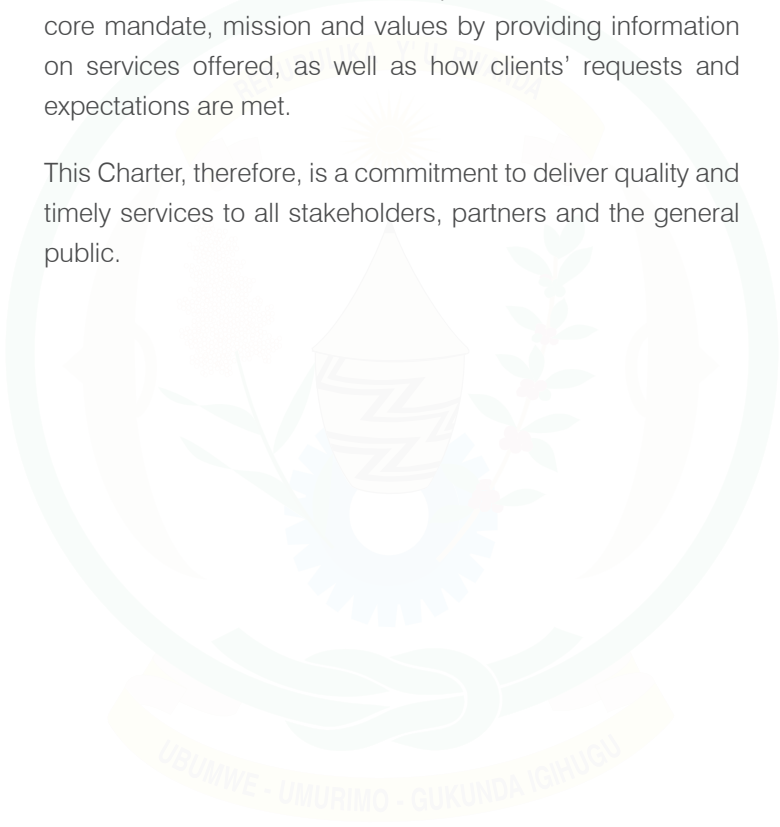 core mandate, mission and values by providing information
on services offered, as well as how clients’ requests and
expectations are met.
This Charter, therefore, is a commitment to deliver quality and
timely services to all stakeholders, partners and the general
public.
REPUBULIKA Y'U RWANDA
UBUMWE - UMURIMO - GUKUNDA IGIHUGU